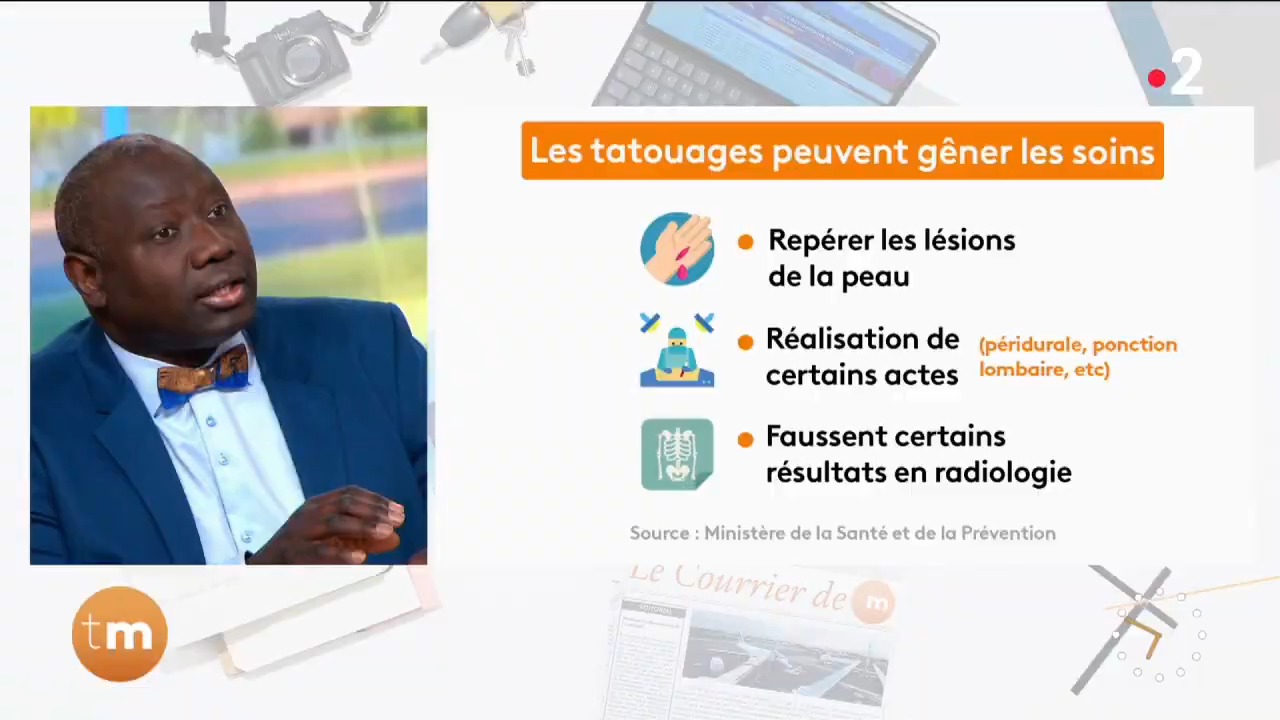 2
Les tatouages peuvent gêner les soins
Repérer les lésions
de la peau
Réalisation de
certains actes
(péridurale, ponction
lombaire, etc)
Faussent certains
résultats en radiologie
Source : Ministère de la Santé et de la Prévention
Le Courrier de m
EDITORIAL
tm